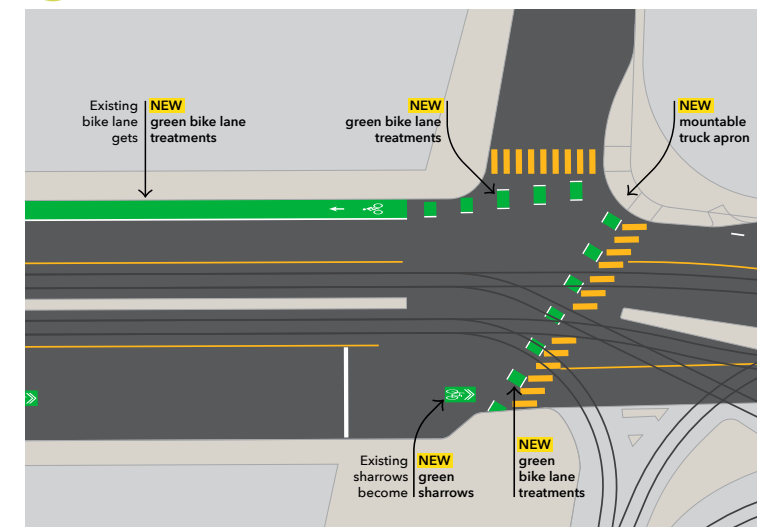 Existing NEW
bike lane green bike lane
gets treatments
NEW
green bike lane
treatments
NEW
mountable
truck apron
Existing NEW
sharrows green
become sharrows
NEW
green
bike lane
treatments